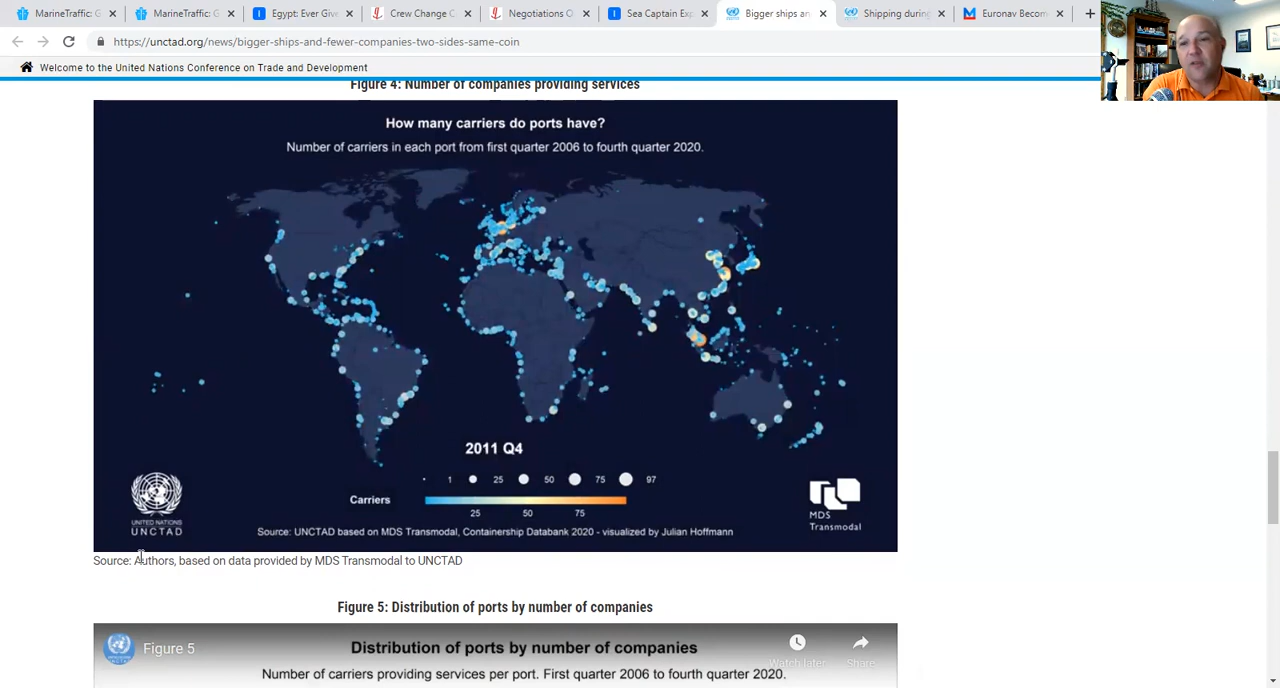 MarineTraffic: G
MarineTraffic: G
Egypt: Ever Give
Crew Change C
Negotiations O
Sea Captain Exp
Bigger ships an
Shipping during
Euronav Becom
https://unctad.org/news/bigger-ships-and-fewer-companies-two-sides-same-coin
Welcome to the United Nations Conference on Trade and Development
Figure 4: Number of companies providing services
How many carriers do ports have?
Number of carriers in each port from first quarter 2006 to fourth quarter 2020.
2011 Q4
1 25 50 75 97
Carriers
25 50 75
UNITED NATIONS
UNCTAD
MDS
Transmodal
Source: UNCTAD based on MDS Transmodal, Containership Databank 2020 - visualized by Julian Hoffmann
Source: Authors, based on data provided by MDS Transmodal to UNCTAD
Figure 5: Distribution of ports by number of companies
Figure 5
Distribution of ports by number of companies
Watch later
Share
Number of carriers providing services per port. First quarter 2006 to fourth quarter 2020.